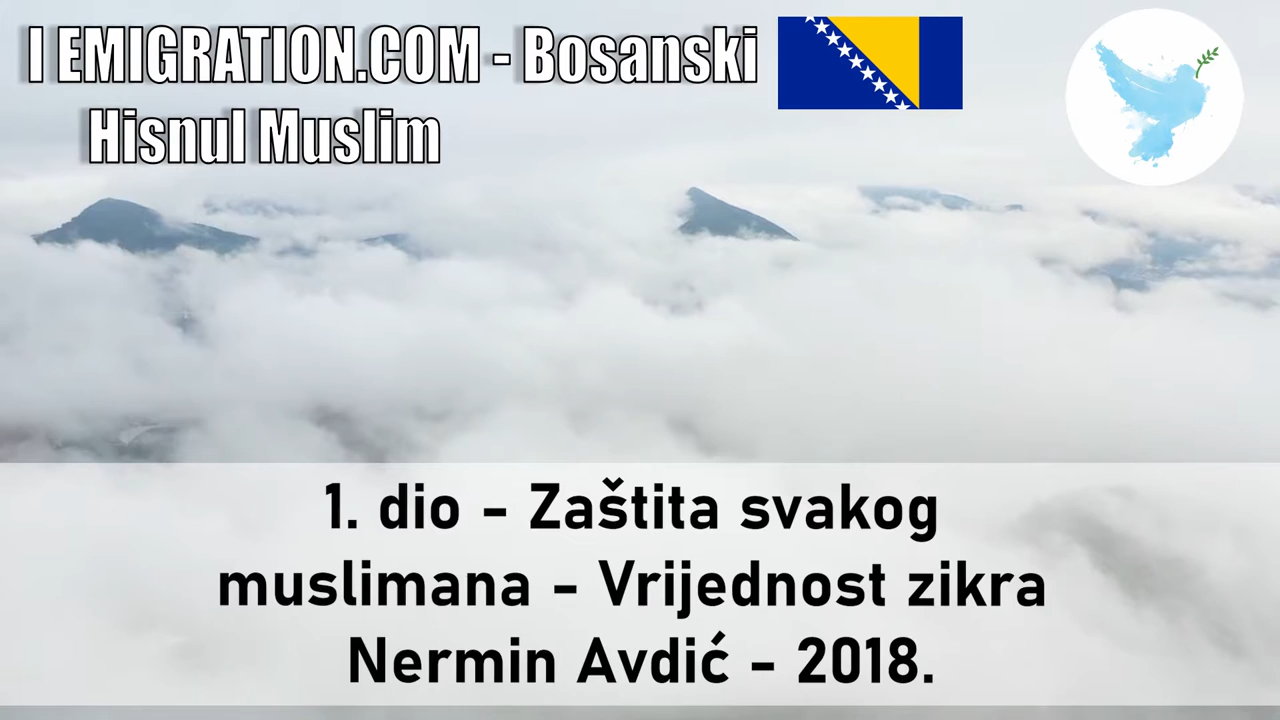 I EMIGRATION.COM - Bosanski
Hisnul Muslim
1. dio - Zaštita svakog
muslimana - Vrijednost zikra
Nermin Avdić - 2018.